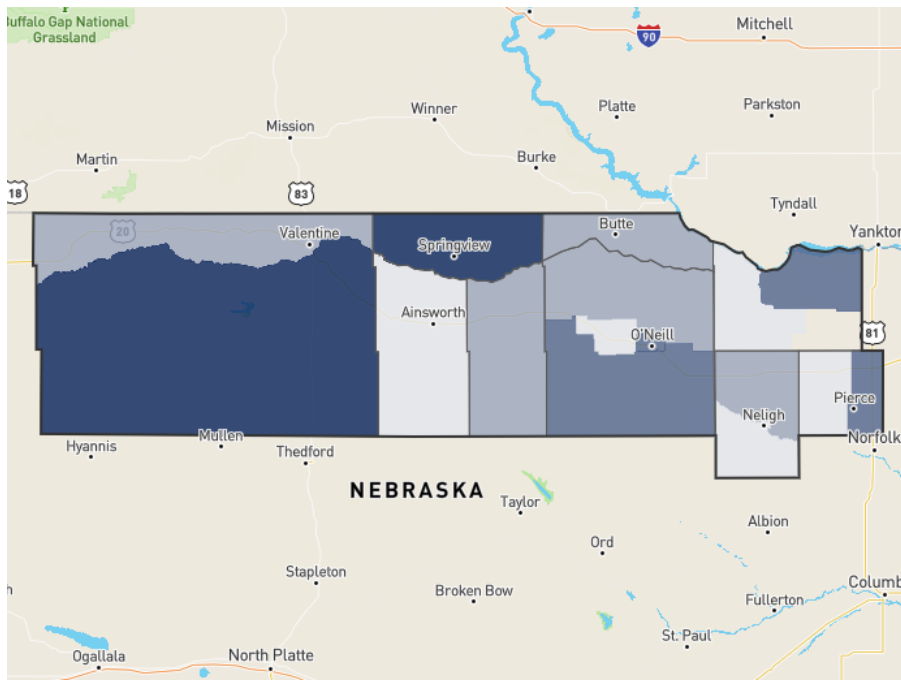 Buffalo Gap National
Grassland
Mitchell
90
Platte
Parkston
Winner
Mission
Burke
Martin
18
83
Tyndall
Butte
20
Valentine
Yankton
Springview
Ainsworth
O'Neill
81
Pierce
Neligh
Hyannis
Mullen
Thedford
Norfolk
NEBRASKA
Taylor
Albion
Ord
Stapleton
Broken Bow
Columb
Fullerton
St. Paul
Ogallala
North Platte